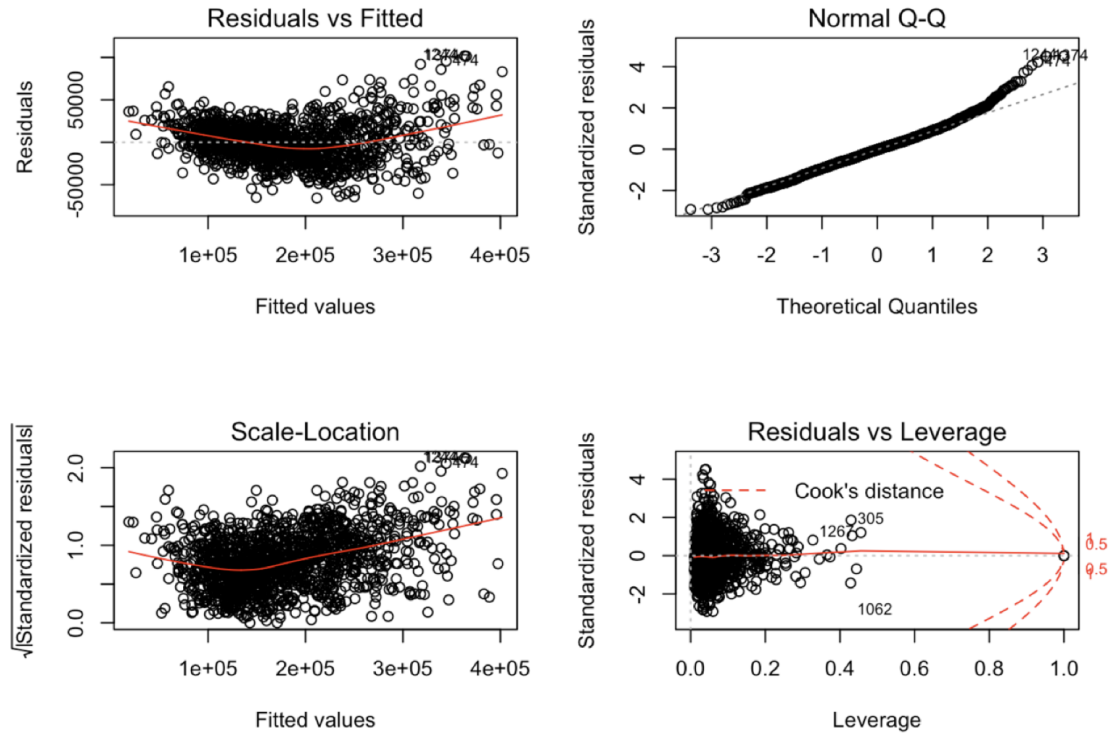 Residuals vs Fitted
Residuals
50000
-50000
474
1e+05 2e+05 3e+05 4e+05
Fitted values
Normal Q-Q
Standardized residuals
4
2
0
-2
-3 -2 -1 0 1 2 3
Theoretical Quantiles
Scale-Location
√|Standardized residuals|
2.0
1.0
0.0
474
1e+05 2e+05 3e+05 4e+05
Fitted values
Residuals vs Leverage
Standardized residuals
4
2
0
-2
Cook's distance
1267
305
1062
1
0.5
0.5
1
0.0 0.2 0.4 0.6 0.8 1.0
Leverage